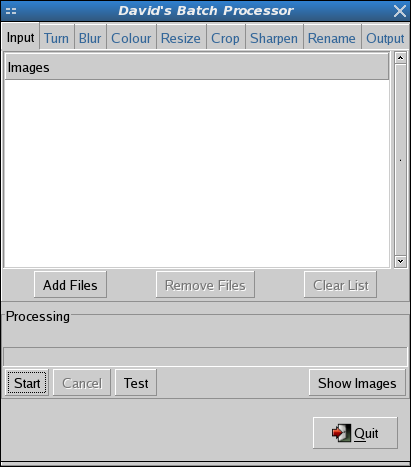 David's Batch Processor
Input Turn Blur Colour Resize Crop Sharpen Rename Output
Images
Add Files Remove Files Clear List
Processing
Start Cancel Test Show Images
Quit